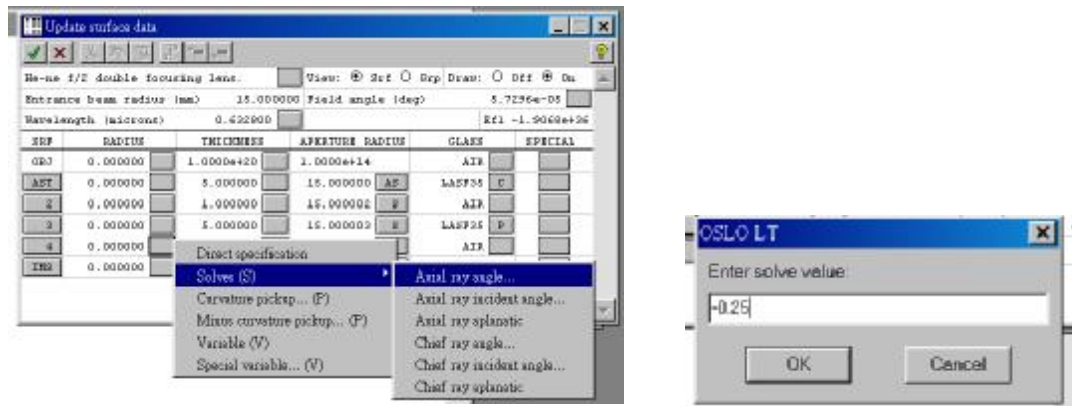 Update surface data
He-ne f/2 double focusing lens. View: Srf Grp Draw: Off On
Entrance beam radius (mm) 15.000000 Field angle (deg) 5.7296e-05
Wavelength (microns) 0.632800 Efl -1.9068e+36
SRF RADIUS THICKNESS APERTURE RADIUS GLASS SPECIAL
OBJ 0.000000 1.0000e+20 1.0000e+14 AIR
AST 0.000000 5.000000 15.000000 AS LASF35 C
2 0.000000 1.000000 15.000002 S AIR
3 0.000000 5.000000 15.000003 S LASF35 P
4 0.000000 AIR
IMS 0.000000
Direct specification
Solves (S)
Curvature pickup... (P)
Minus curvature pickup... (P)
Variable (V)
Special variable... (V)
Axial ray angle...
Axial ray incident angle...
Axial ray aplanatic
Chief ray angle...
Chief ray incident angle...
Chief ray aplanatic
OSLO LT
Enter solve value:
-0.25
OK Cancel